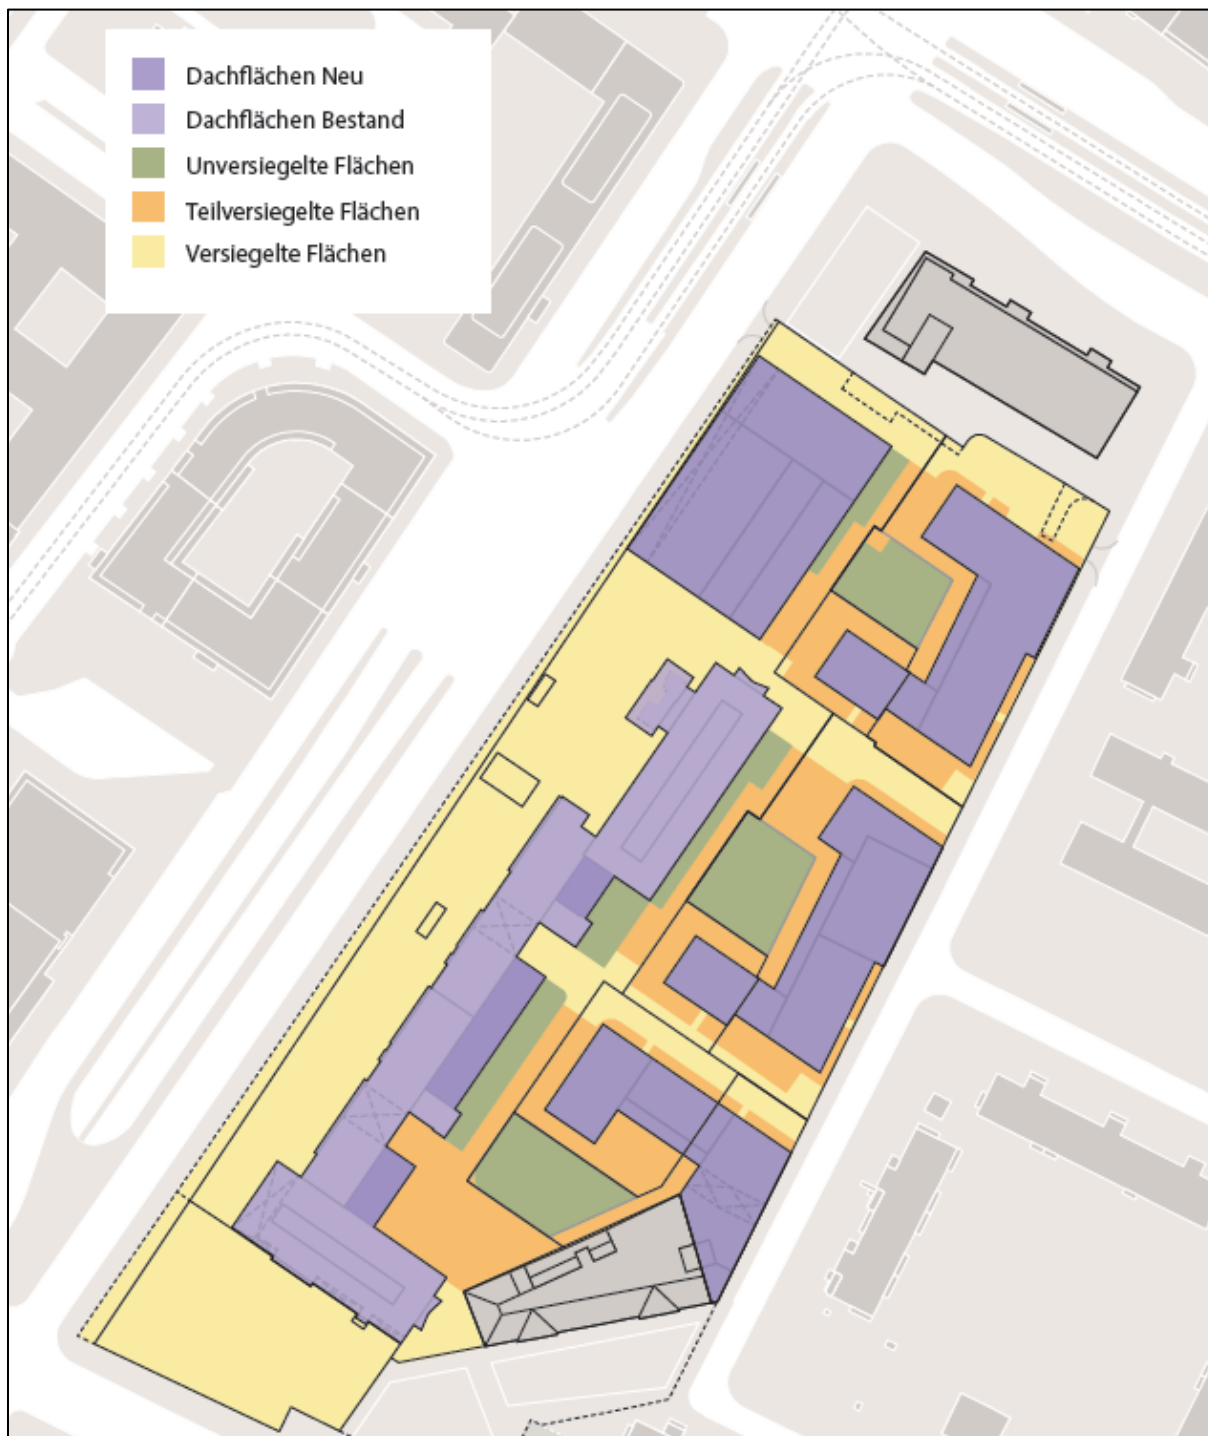 Dachflächen Neu
Dachflächen Bestand
Unversiegelte Flächen
Teilversiegelte Flächen
Versiegelte Flächen